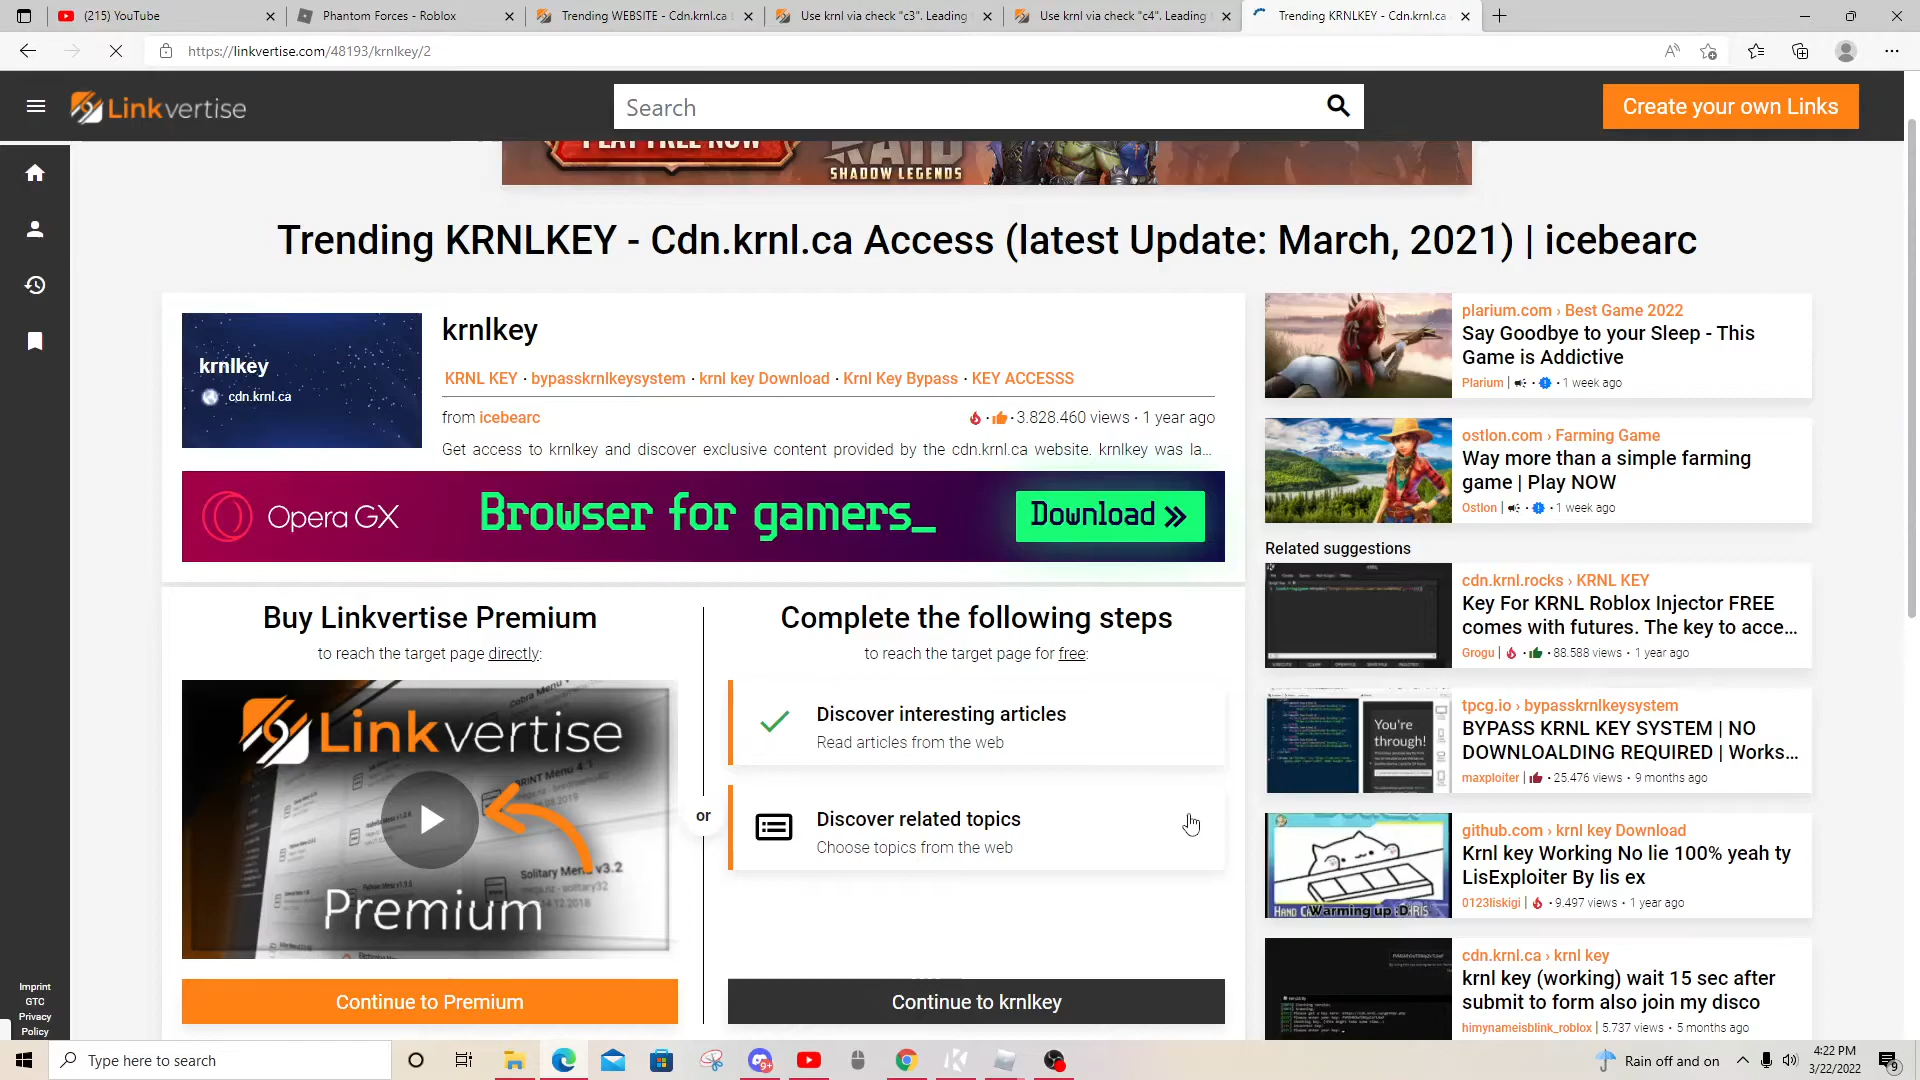 (215) YouTube
Phantom Forces - Roblox
Trending WEBSITE - Cdn.krnl.ca
Use krnl via check "c3". Leading
Use krnl via check "c4". Leading
Trending KRNLKEY - Cdn.krnl.ca
https://linkvertise.com/48193/krnlkey/2
Linkvertise
Search
Create your own Links
PLAY FREE NOW
RAID
SHADOW LEGENDS
Trending KRNLKEY - Cdn.krnl.ca Access (latest Update: March, 2021) | icebearc
krnlkey
cdn.krnl.ca
krnlkey
KRNL KEY · bypasskrnlkeysystem · krnl key Download · Krnl Key Bypass · KEY ACCESSS
from icebearc
3.828.460 views · 1 year ago
Get access to krnlkey and discover exclusive content provided by the cdn.krnl.ca website. krnlkey was la...
Opera GX
Browser for gamers_
Download
Buy Linkvertise Premium
to reach the target page directly:
Linkvertise
Solitary Menu v3.2
Premium
Continue to Premium
or
Complete the following steps
to reach the target page for free:
Discover interesting articles
Read articles from the web
Discover related topics
Choose topics from the web
Continue to krnlkey
plarium.com › Best Game 2022
Say Goodbye to your Sleep - This
Game is Addictive
Plarium | · 1 week ago
ostlon.com › Farming Game
Way more than a simple farming
game | Play NOW
Ostlon | · 1 week ago
Related suggestions
cdn.krnl.rocks › KRNL KEY
Key For KRNL Roblox Injector FREE
comes with futures. The key to acce...
Grogu | · 88.588 views · 1 year ago
You're
through!
tpcg.io › bypasskrnlkeysystem
BYPASS KRNL KEY SYSTEM | NO
DOWNLOALDING REQUIRED | Works...
maxploiter | · 25.476 views · 9 months ago
Warming up
github.com › krnl key Download
Krnl key Working No lie 100% yeah ty
LisExploiter By lis ex
0123liskigi | · 9.497 views · 1 year ago
cdn.krnl.ca › krnl key
krnl key (working) wait 15 sec after
submit to form also join my disco
himynameisblink_roblox | 5.737 views · 5 months ago
Imprint
GTC
Privacy
Policy
Type here to search
9+
Rain off and on
4:22 PM
3/22/2022
9